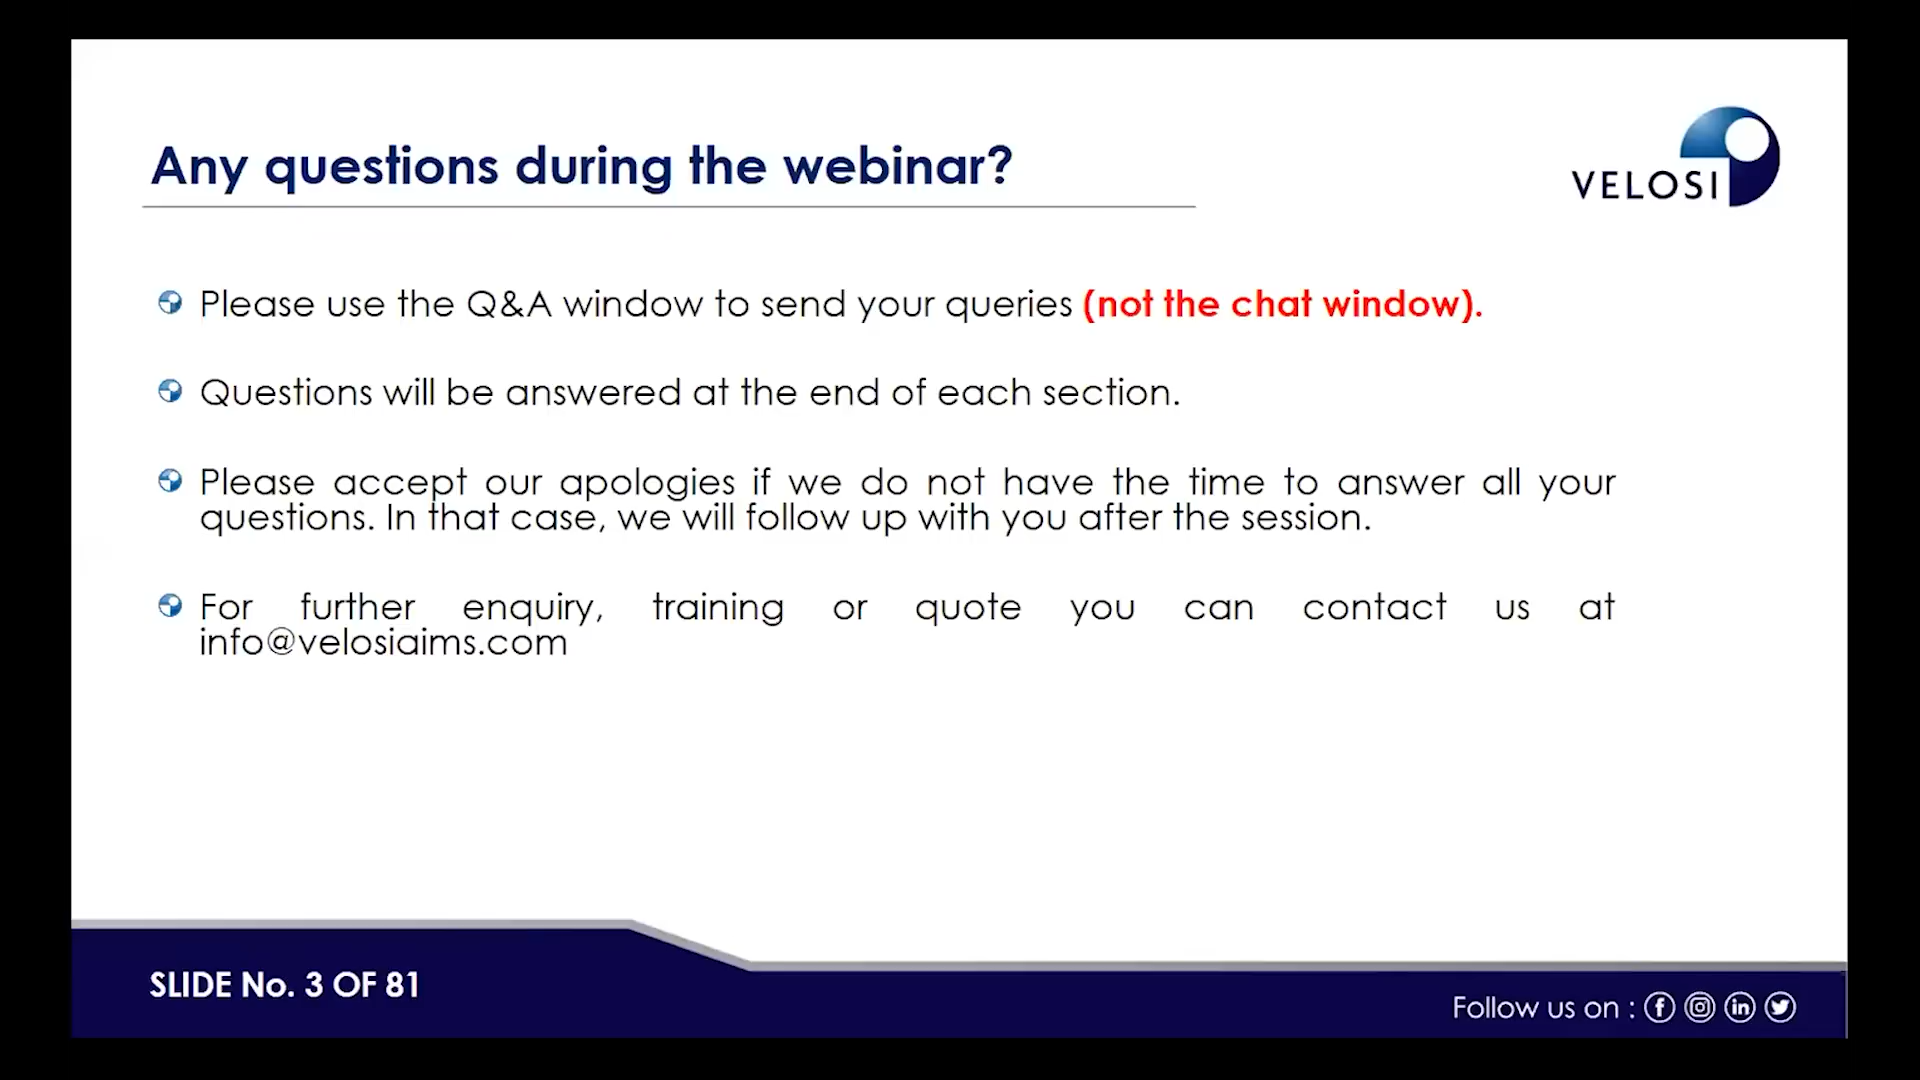 Any questions during the webinar?
VELOSI
Please use the Q&A window to send your queries (not the chat window).
Questions will be answered at the end of each section.
Please accept our apologies if we do not have the time to answer all your
questions. In that case, we will follow up with you after the session.
For further enquiry, training or quote you can contact us at
info@velosiaims.com
SLIDE No. 3 OF 81
Follow us on :